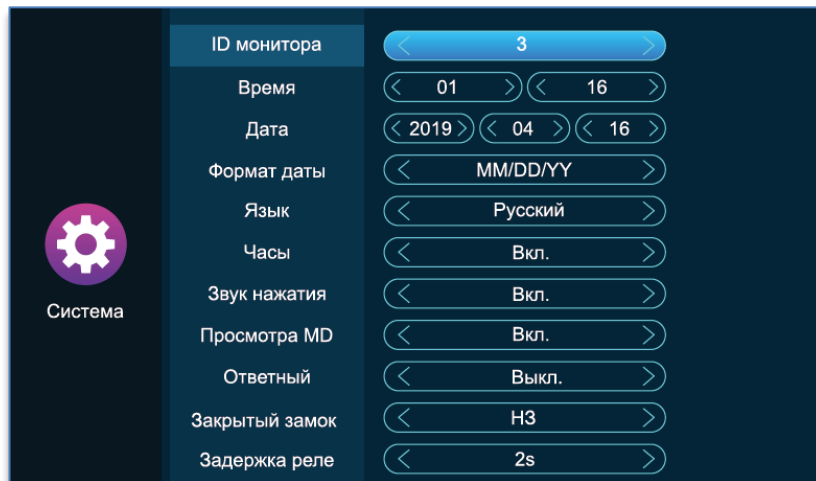 ID монитора 3
Время 01 16
Дата 2019 04 16
Формат даты MM/DD/YY
Язык Русский
Часы Вкл.
Звук нажатия Вкл.
Система
Просмотра MD Вкл.
Ответный Выкл.
Закрытый замок НЗ
Задержка реле 2s